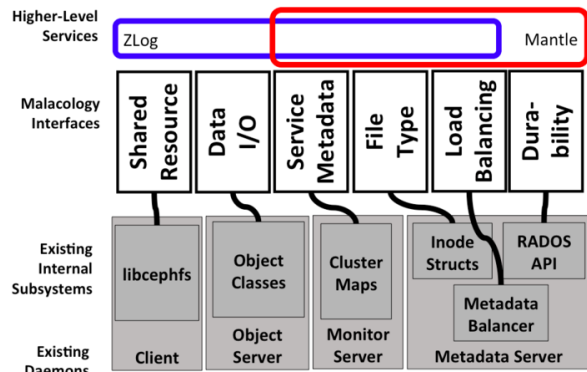 Higher-Level
Services
ZLog
Mantle
Malacology
Interfaces
Shared
Resource
Data
I/O
Service
Metadata
File
Type
Load
Balancing
Dura-
bility
Existing
Internal
Subsystems
libcephfs
Object
Classes
Cluster
Maps
Inode
Structs
RADOS
API
Metadata
Balancer
Existing
Daemons
Client
Object
Server
Monitor
Server
Metadata Server